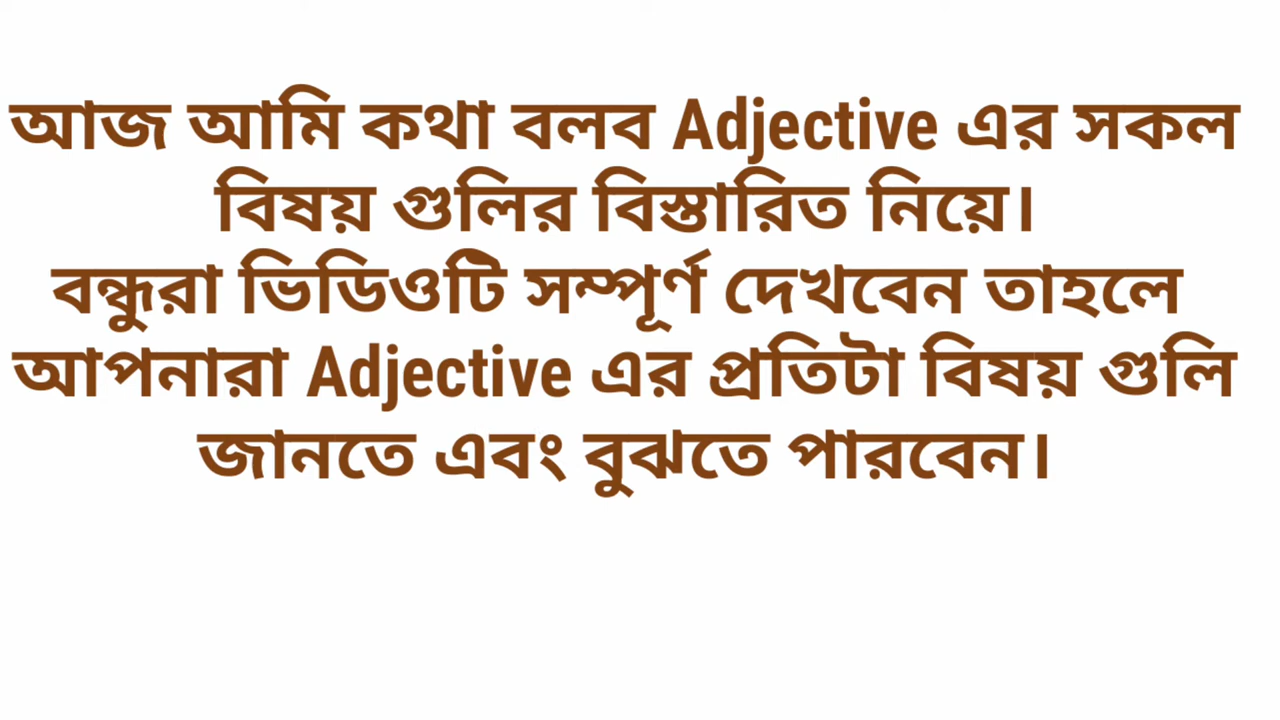 আজ আমি কথা বলব Adjective এর সকল
বিষয় গুলির বিস্তারিত নিয়ে।
বন্ধুরা ভিডিওটি সম্পূর্ণ দেখবেন তাহলে
আপনারা Adjective এর প্রতিটা বিষয় গুলি
জানতে এবং বুঝতে পারবেন।